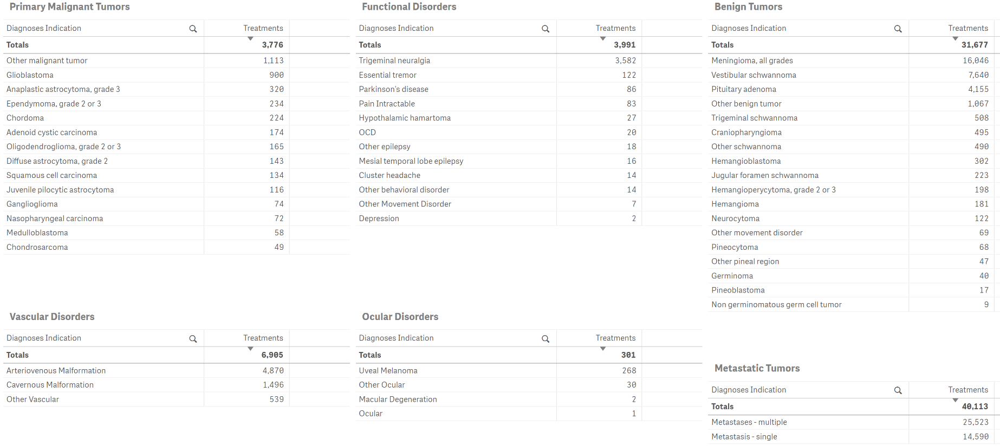 Primary Malignant Tumors
Diagnoses Indication Treatments
Totals 3,776
Other malignant tumor 1,113
Glioblastoma 900
Anaplastic astrocytoma, grade 3 320
Ependymoma, grade 2 or 3 234
Chordoma 224
Adenoid cystic carcinoma 174
Oligodendroglioma, grade 2 or 3 165
Diffuse astrocytoma, grade 2 143
Squamous cell carcinoma 134
Juvenile pilocytic astrocytoma 116
Ganglioglioma 74
Nasopharyngeal carcinoma 72
Medulloblastoma 58
Chondrosarcoma 49
Functional Disorders
Diagnoses Indication Treatments
Totals 3,991
Trigeminal neuralgia 3,582
Essential tremor 122
Parkinson's disease 86
Pain Intractable 83
Hypothalamic hamartoma 27
OCD 20
Other epilepsy 18
Mesial temporal lobe epilepsy 16
Cluster headache 14
Other behavioral disorder 14
Other Movement Disorder 7
Depression 2
Benign Tumors
Diagnoses Indication Treatments
Totals 31,677
Meningioma, all grades 16,046
Vestibular schwannoma 7,640
Pituitary adenoma 4,155
Other benign tumor 1,067
Trigeminal schwannoma 508
Craniopharyngioma 495
Other schwannoma 490
Hemangioblastoma 302
Jugular foramen schwannoma 223
Hemangioperycytoma, grade 2 or 3 198
Hemangioma 181
Neurocytoma 122
Other movement disorder 69
Pineocytoma 68
Other pineal region 47
Germinoma 40
Pineoblastoma 17
Non germinomatous germ cell tumor 9
Vascular Disorders
Diagnoses Indication Treatments
Totals 6,905
Arteriovenous Malformation 4,870
Cavernous Malformation 1,496
Other Vascular 539
Ocular Disorders
Diagnoses Indication Treatments
Totals 301
Uveal Melanoma 268
Other Ocular 30
Macular Degeneration 2
Ocular 1
Metastatic Tumors
Diagnoses Indication Treatments
Totals 40,113
Metastases - multiple 25,523
Metastasis - single 14,590